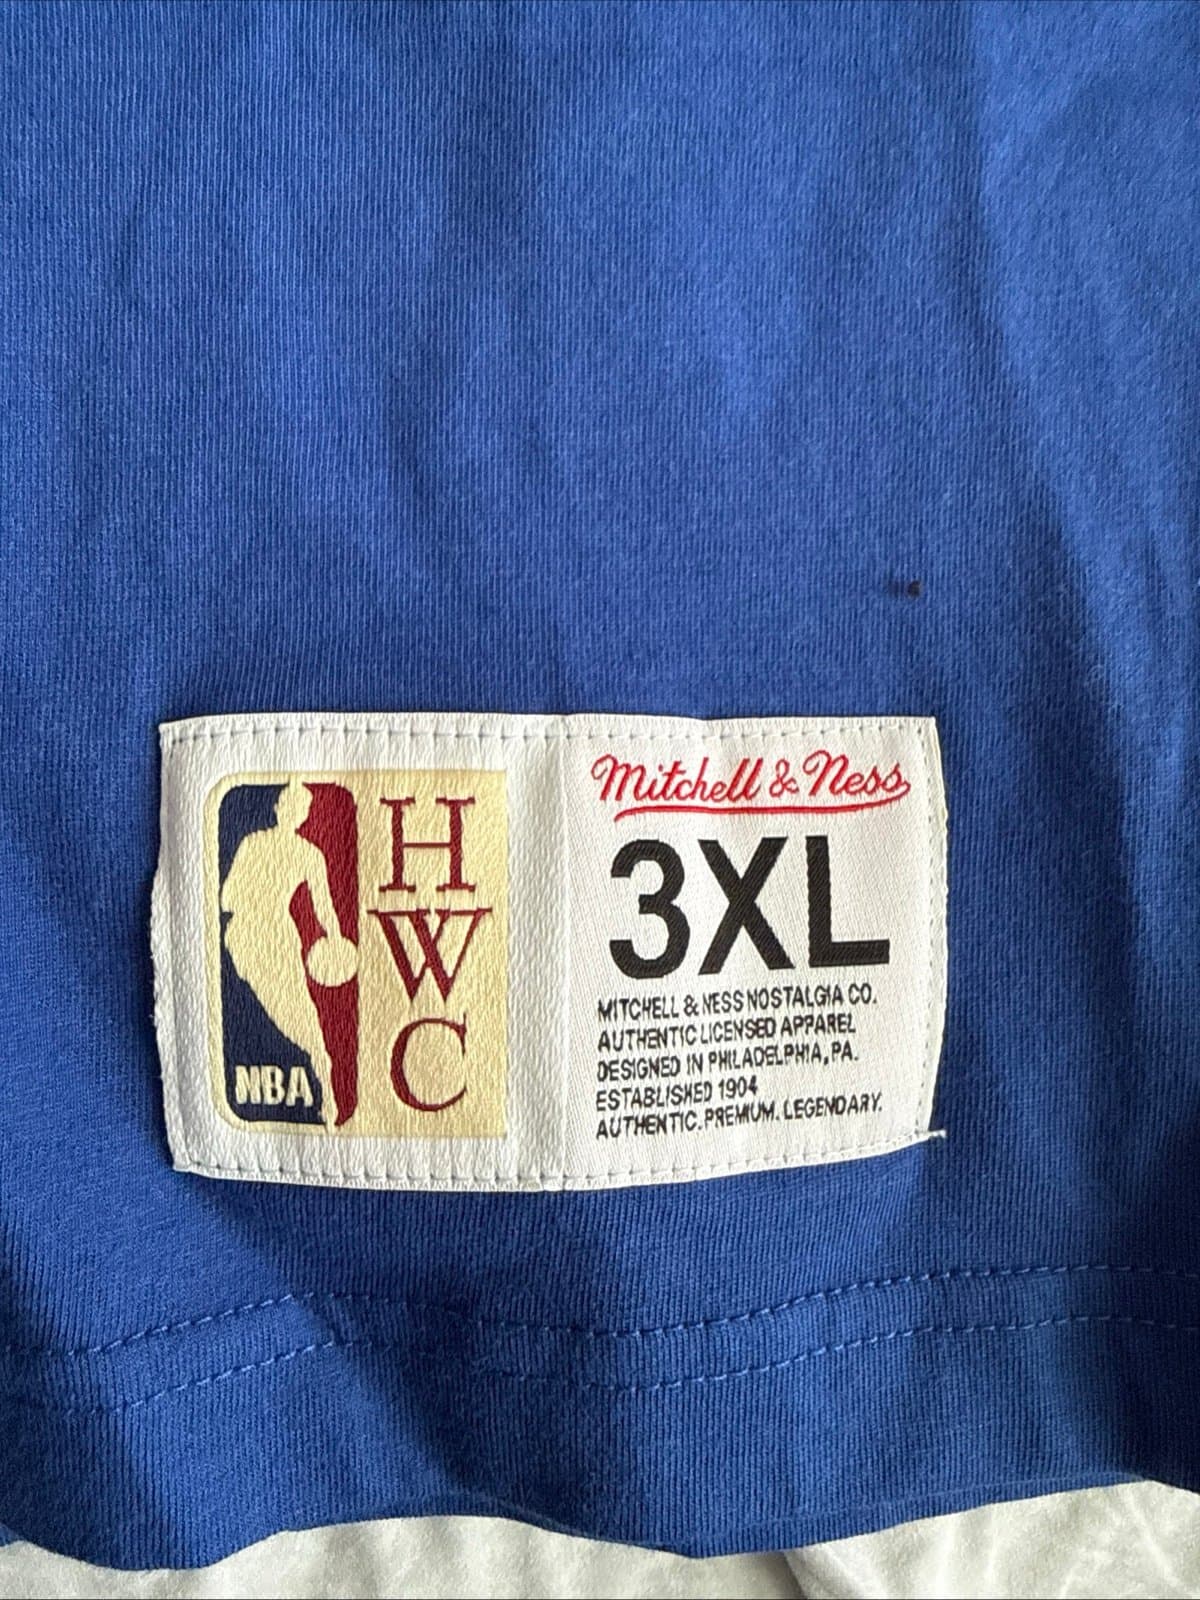 NBA
H
W
C
Mitchell & Ness
3XL
MITCHELL & NESS NOSTALGIA CO.
AUTHENTIC LICENSED APPAREL
DESIGNED IN PHILADELPHIA, PA.
ESTABLISHED 1904
AUTHENTIC. PREMIUM. LEGENDARY.